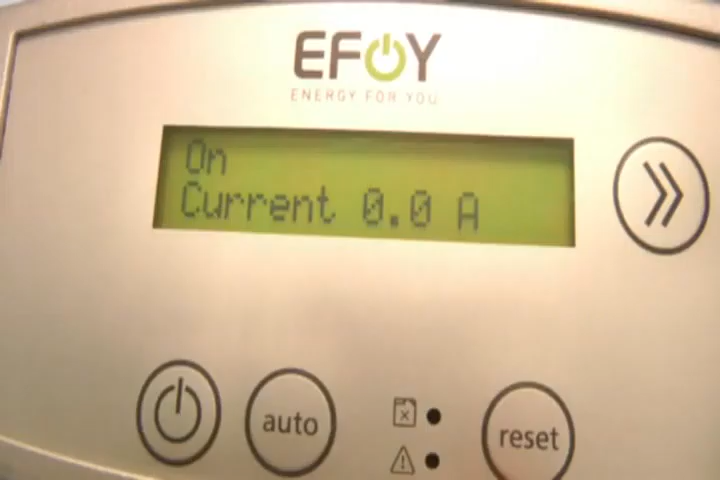 EFOY
ENERGY FOR YOU
On
Current 0.0 A
auto
reset